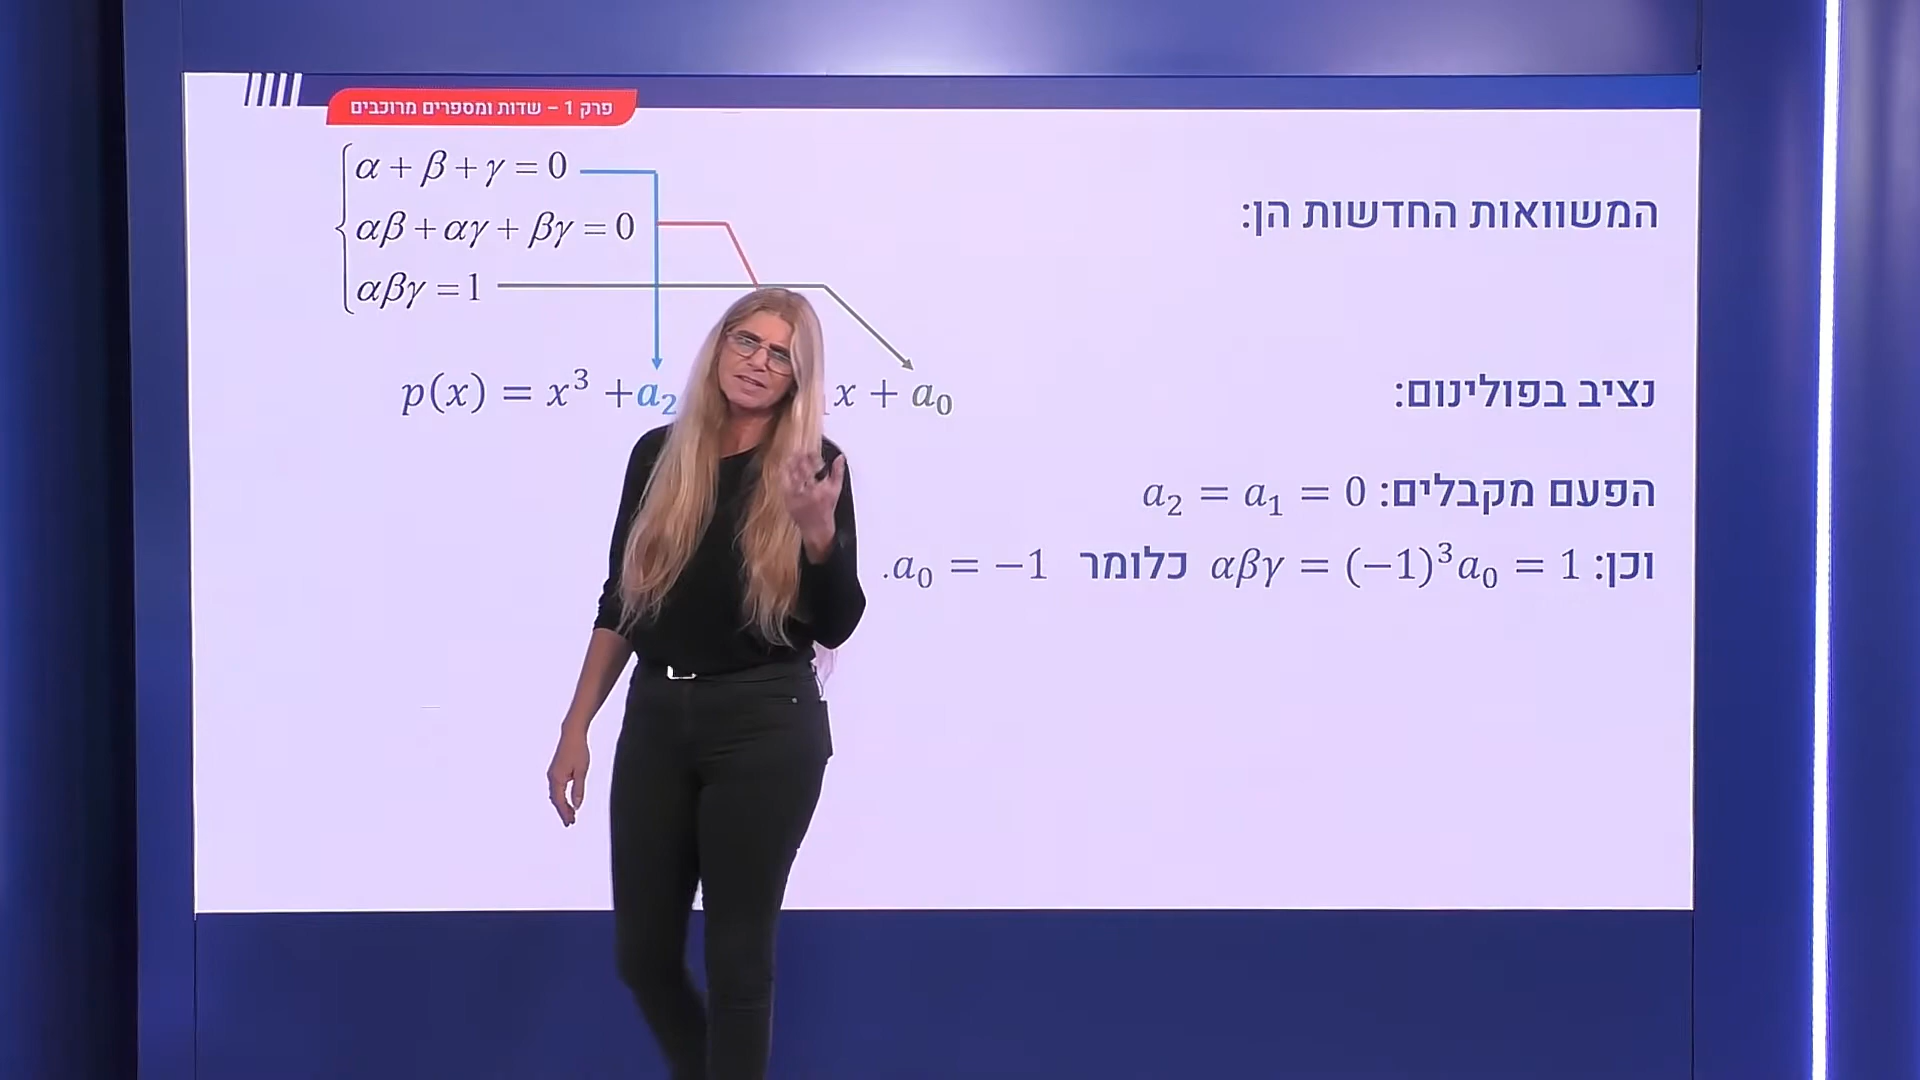 פרק 1 – שדות ומספרים מרוכבים
המשוואות החדשות הן:
α + β + γ = 0
αβ + αγ + βγ = 0
αβγ = 1
נציב בפולינום:
p(x) = x³ + a₂ x + a₀
הפעם מקבלים: a₂ = a₁ = 0
וכן: αβγ = (−1)³a₀ = 1 כלומר a₀ = −1.